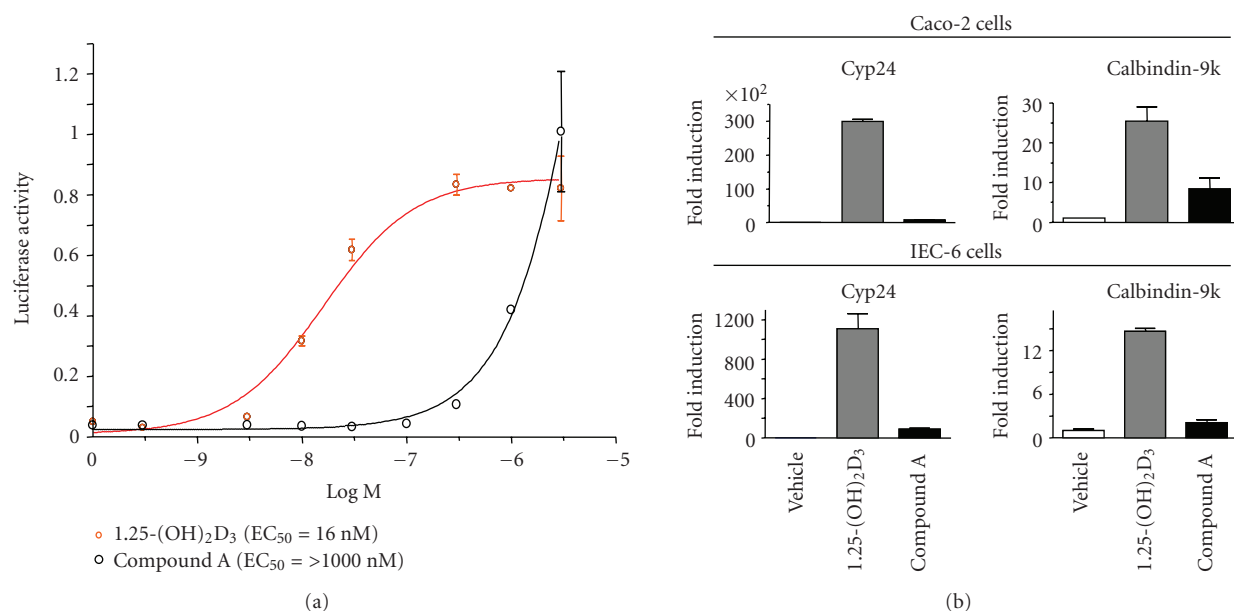 1.2
1
0.8
0.6
0.4
0.2
0
Luciferase activity
0 −9 −8 −7 −6 −5
Log M
1.25-(OH)₂D₃ (EC₅₀ = 16 nM)
Compound A (EC₅₀ = >1000 nM)
(a)
Caco-2 cells
Cyp24
×10²
300
300
200
100
0
Fold induction
Calbindin-9k
30
20
10
0
Fold induction
IEC-6 cells
Cyp24
1200
800
400
0
Fold induction
Vehicle
1.25-(OH)₂D₃
Compound A
Calbindin-9k
12
6
0
Fold induction
Vehicle
1.25-(OH)₂D₃
Compound A
(b)